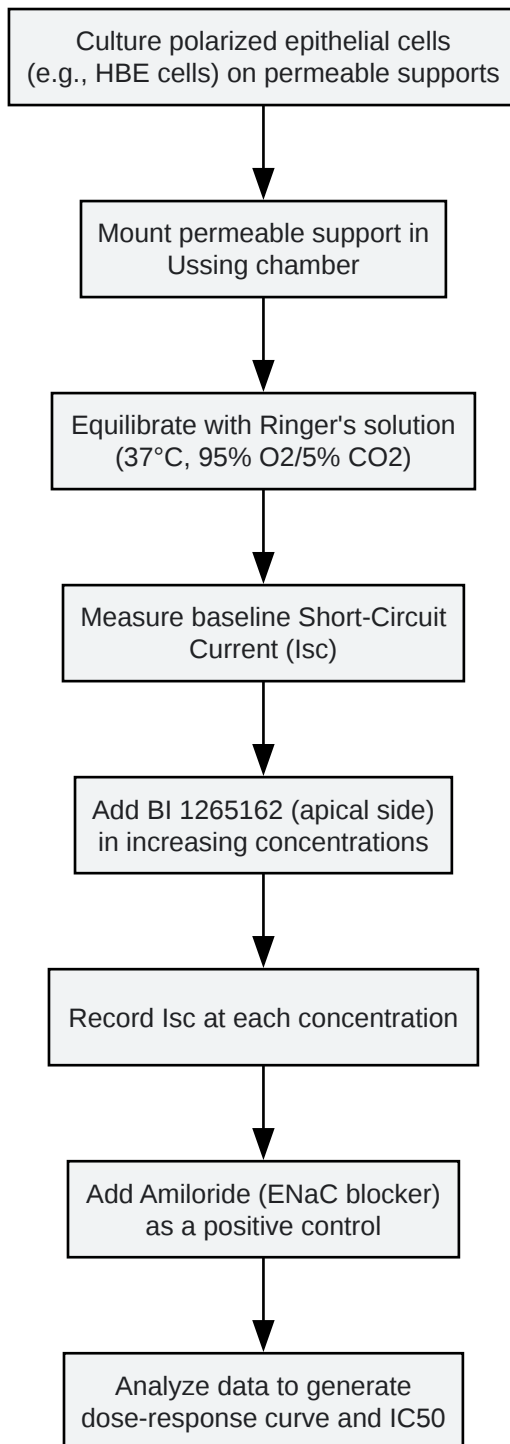 Culture polarized epithelial cells
(e.g., HBE cells) on permeable supports
Mount permeable support in
Ussing chamber
Equilibrate with Ringer's solution
(37°C, 95% O2/5% CO2)
Measure baseline Short-Circuit
Current (Isc)
Add BI 1265162 (apical side)
in increasing concentrations
Record Isc at each concentration
Add Amiloride (ENaC blocker)
as a positive control
Analyze data to generate
dose-response curve and IC50